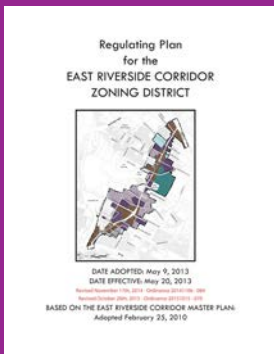 Regulating Plan
for the
EAST RIVERSIDE CORRIDOR
ZONING DISTRICT
DATE ADOPTED: May 9, 2013
DATE EFFECTIVE: May 20, 2013
BASED ON THE EAST RIVERSIDE CORRIDOR MASTER PLAN:
Adopted February 25, 2010